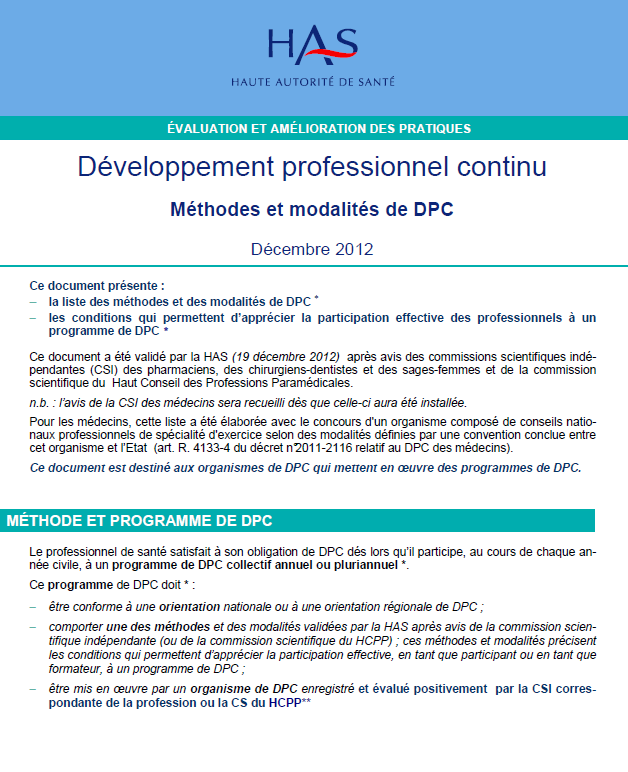 HAS
HAUTE AUTORITÉ DE SANTÉ
ÉVALUATION ET AMÉLIORATION DES PRATIQUES
Développement professionnel continu
Méthodes et modalités de DPC
Décembre 2012
Ce document présente :
– la liste des méthodes et des modalités de DPC *
– les conditions qui permettent d'apprécier la participation effective des professionnels à un
programme de DPC *
Ce document a été validé par la HAS (19 décembre 2012) après avis des commissions scientifiques indé-
pendantes (CSI) des pharmaciens, des chirurgiens-dentistes et des sages-femmes et de la commission
scientifique du Haut Conseil des Professions Paramédicales.
n.b. : l'avis de la CSI des médecins sera recueilli dès que celle-ci aura été installée.
Pour les médecins, cette liste a été élaborée avec le concours d'un organisme composé de conseils natio-
naux professionnels de spécialité d'exercice selon des modalités définies par une convention conclue entre
cet organisme et l'Etat (art. R. 4133-4 du décret n°2011-2116 relatif au DPC des médecins).
Ce document est destiné aux organismes de DPC qui mettent en œuvre des programmes de DPC.
MÉTHODE ET PROGRAMME DE DPC
Le professionnel de santé satisfait à son obligation de DPC dés lors qu'il participe, au cours de chaque an-
née civile, à un programme de DPC collectif annuel ou pluriannuel *.
Ce programme de DPC doit * :
– être conforme à une orientation nationale ou à une orientation régionale de DPC ;
– comporter une des méthodes et des modalités validées par la HAS après avis de la commission scien-
tifique indépendante (ou de la commission scientifique du HCPP) ; ces méthodes et modalités précisent
les conditions qui permettent d'apprécier la participation effective, en tant que participant ou en tant que
formateur, à un programme de DPC ;
– être mis en œuvre par un organisme de DPC enregistré et évalué positivement par la CSI corres-
pondante de la profession ou la CS du HCPP**